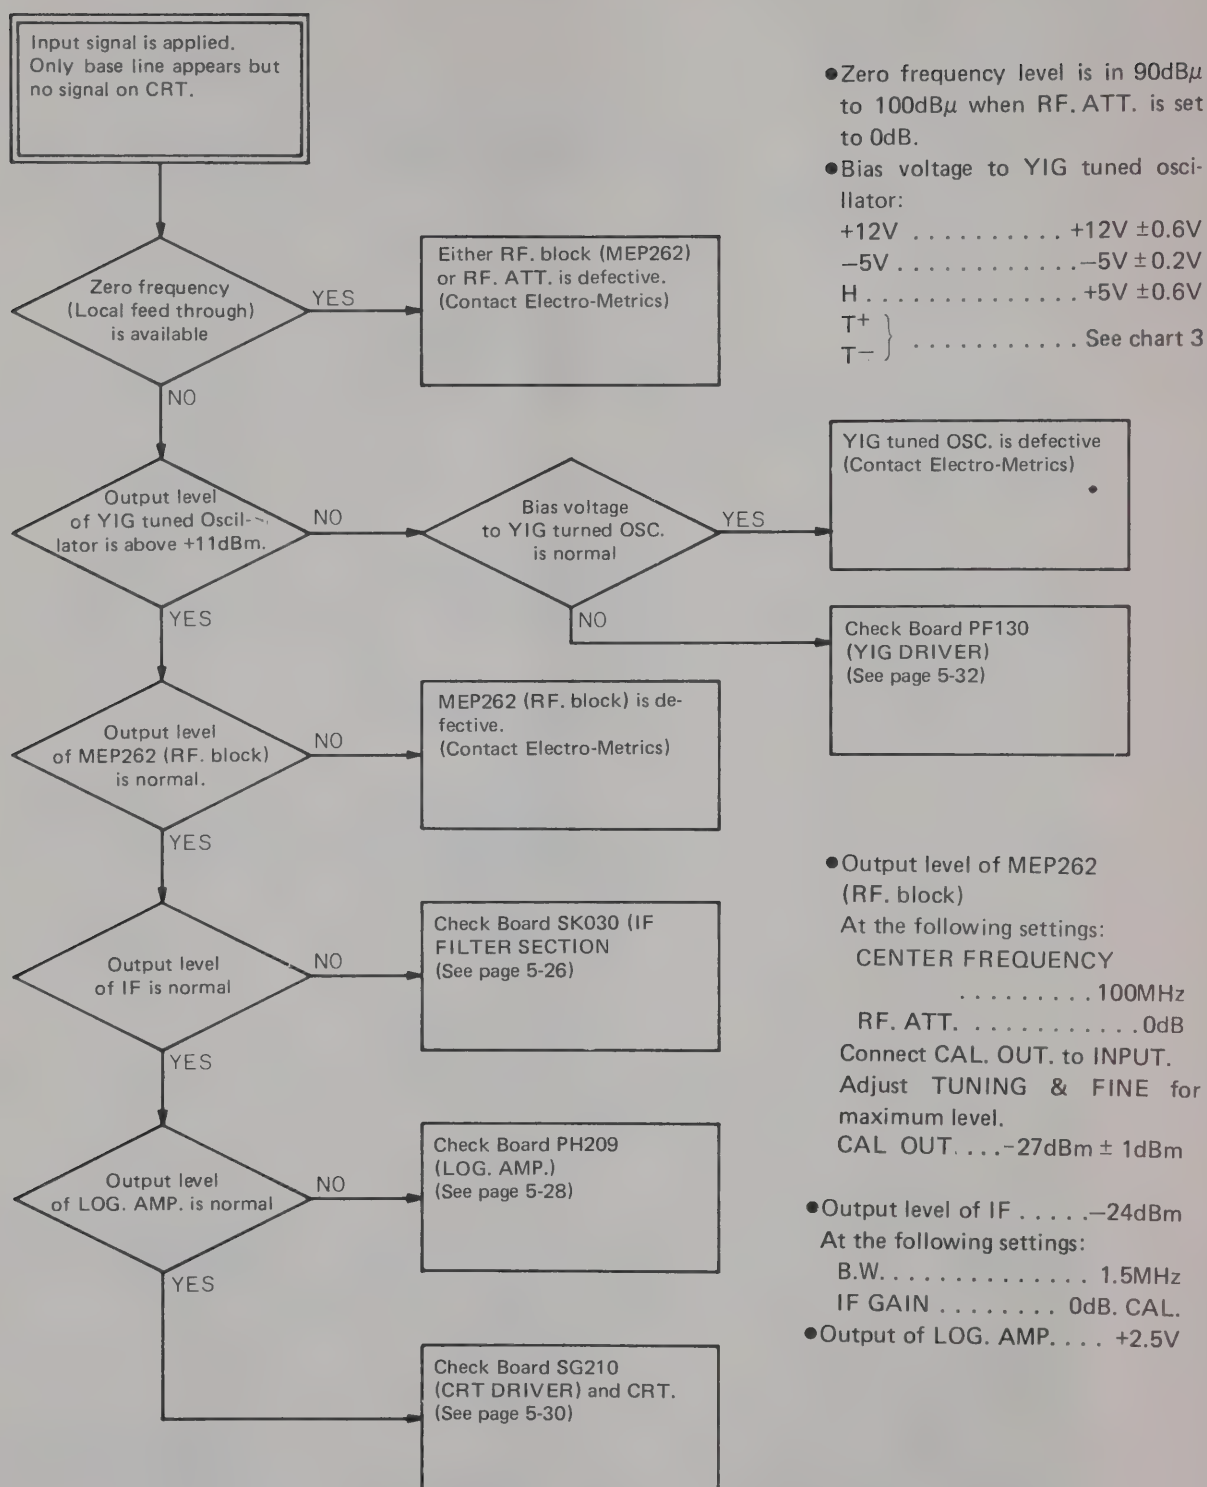 Input signal is applied.
Only base line appears but
no signal on CRT.
Zero frequency
(Local feed through)
is available
YES
Either RF. block (MEP262)
or RF. ATT. is defective.
(Contact Electro-Metrics)
NO
Output level
of YIG tuned Oscil-
lator is above +11dBm.
NO
Bias voltage
to YIG turned OSC.
is normal
YES
YIG tuned OSC. is defective
(Contact Electro-Metrics)
NO
Check Board PF130
(YIG DRIVER)
(See page 5-32)
YES
Output level
of MEP262 (RF. block)
is normal.
NO
MEP262 (RF. block) is de-
fective.
(Contact Electro-Metrics)
YES
Output level
of IF is normal
NO
Check Board SK030 (IF
FILTER SECTION
(See page 5-26)
YES
Output level
of LOG. AMP. is normal
NO
Check Board PH209
(LOG. AMP.)
(See page 5-28)
YES
Check Board SG210
(CRT DRIVER) and CRT.
(See page 5-30)
●Zero frequency level is in 90dBμ
to 100dBμ when RF. ATT. is set
to 0dB.
●Bias voltage to YIG tuned osci-
llator:
+12V . . . . . . . . . . +12V ±0.6V
−5V . . . . . . . . . . . . −5V ±0.2V
H . . . . . . . . . . . . . . +5V ±0.6V
T+
T− } . . . . . . . . . . . See chart 3
●Output level of MEP262
(RF. block)
At the following settings:
CENTER FREQUENCY
. . . . . . . . . 100MHz
RF. ATT. . . . . . . . . . . . . 0dB
Connect CAL. OUT. to INPUT.
Adjust TUNING & FINE for
maximum level.
CAL OUT. . . . -27dBm ± 1dBm
●Output level of IF . . . . . −24dBm
At the following settings:
B.W. . . . . . . . . . . . . . . 1.5MHz
IF GAIN . . . . . . . . 0dB. CAL.
●Output of LOG. AMP. . . . +2.5V